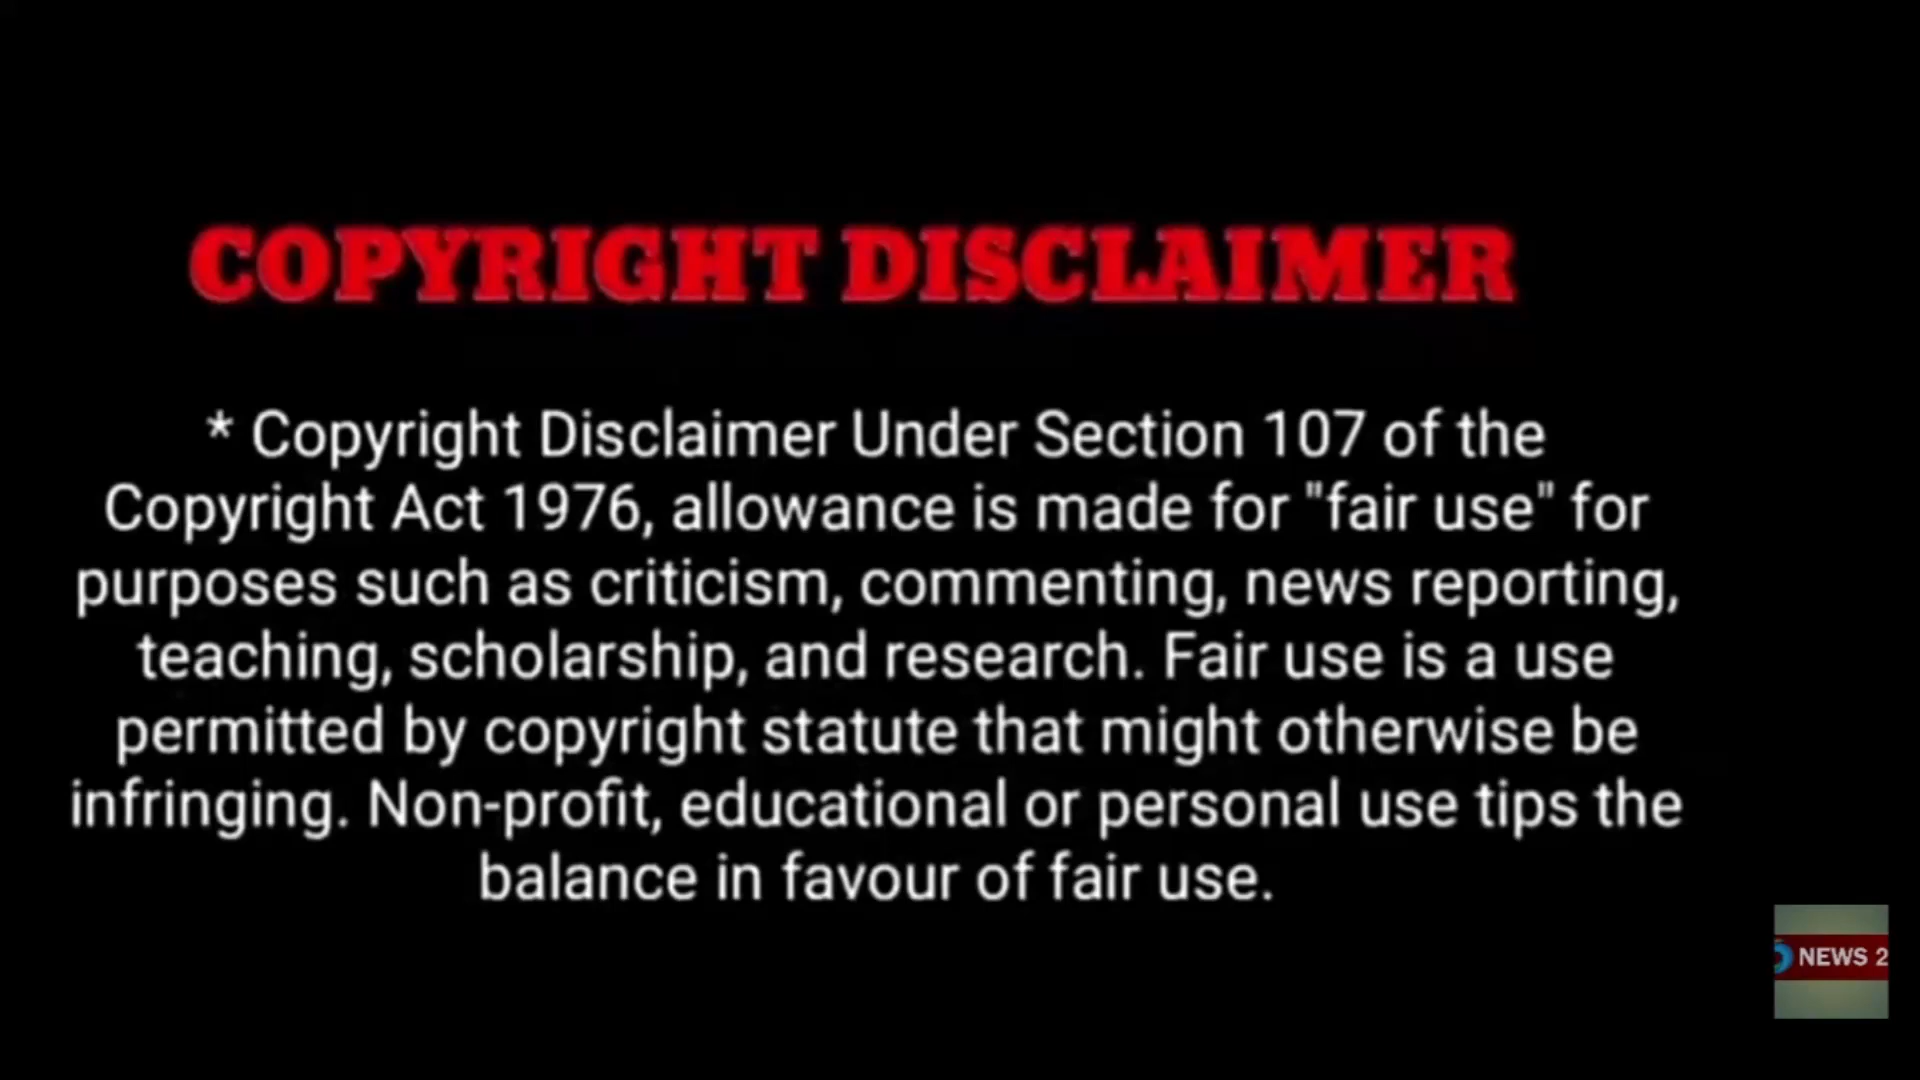 COPYRIGHT DISCLAIMER
* Copyright Disclaimer Under Section 107 of the
Copyright Act 1976, allowance is made for "fair use" for
purposes such as criticism, commenting, news reporting,
teaching, scholarship, and research. Fair use is a use
permitted by copyright statute that might otherwise be
infringing. Non-profit, educational or personal use tips the
balance in favour of fair use.
NEWS 2